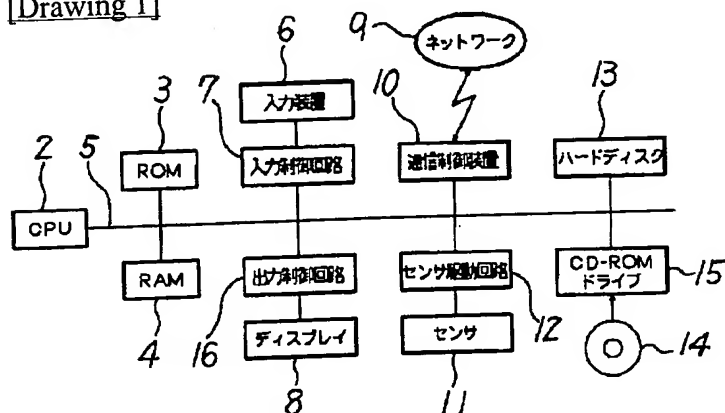 [Drawing 1]
6
9
ネットワーク
3
7
入力装置
10
13
2
5
ROM
入力制御回路
通信制御装置
ハードディスク
CPU
RAM
出力制御回路
センサ駆動回路
CD-ROM
ドライブ
15
4
16
ディスプレイ
センサ
12
14
8
11